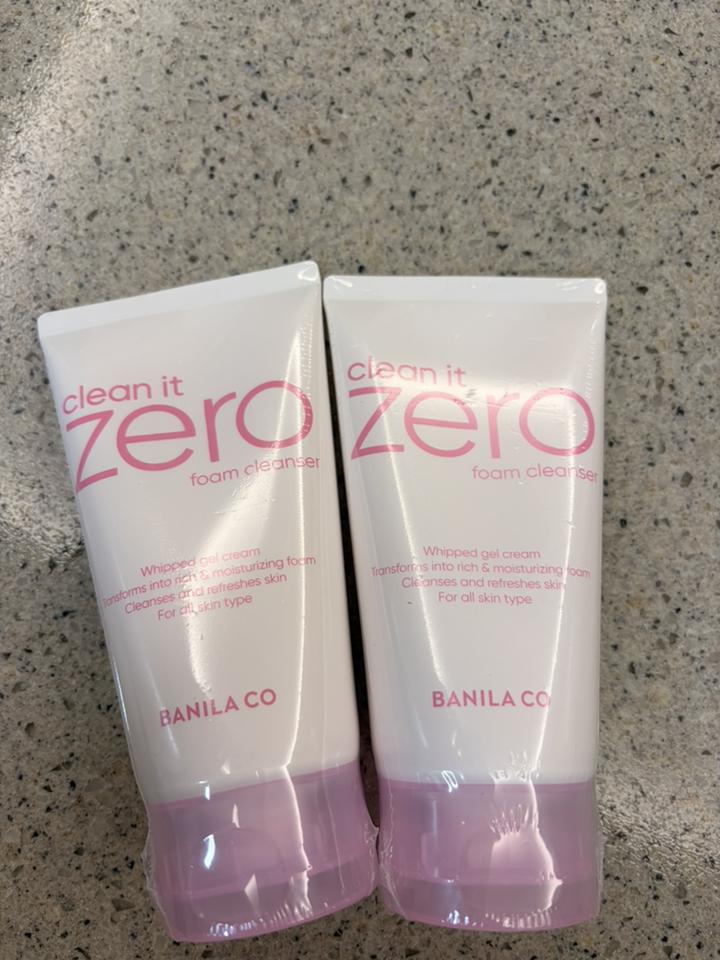 clean it
zero
foam cleanser
Whipped gel cream
Transforms into rich & moisturizing foam
Cleanses and refreshes skin
For all skin type
BANILA CO
clean it
zero
foam cleanser
Whipped gel cream
Transforms into rich & moisturizing foam
Cleanses and refreshes skin
For all skin type
BANILA CO